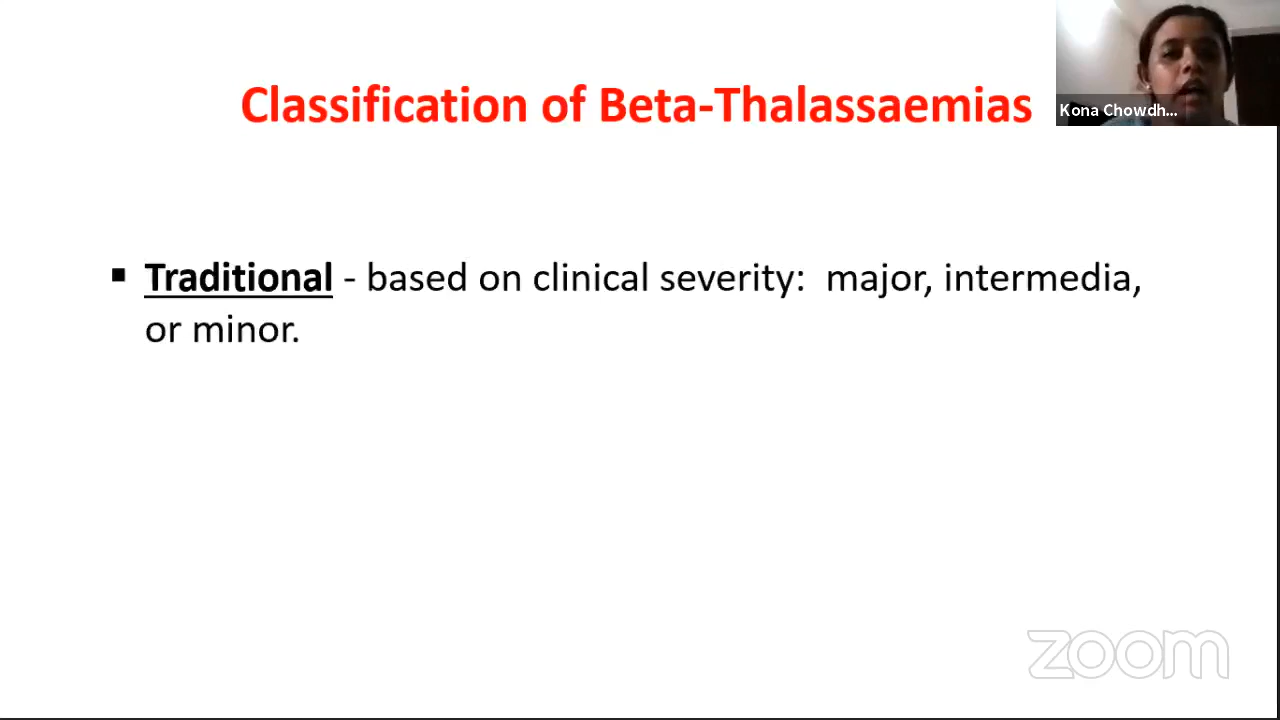 Classification of Beta-Thalassaemias
Kona Chowdh...
▪ Traditional - based on clinical severity:  major, intermedia,
or minor.
zoom